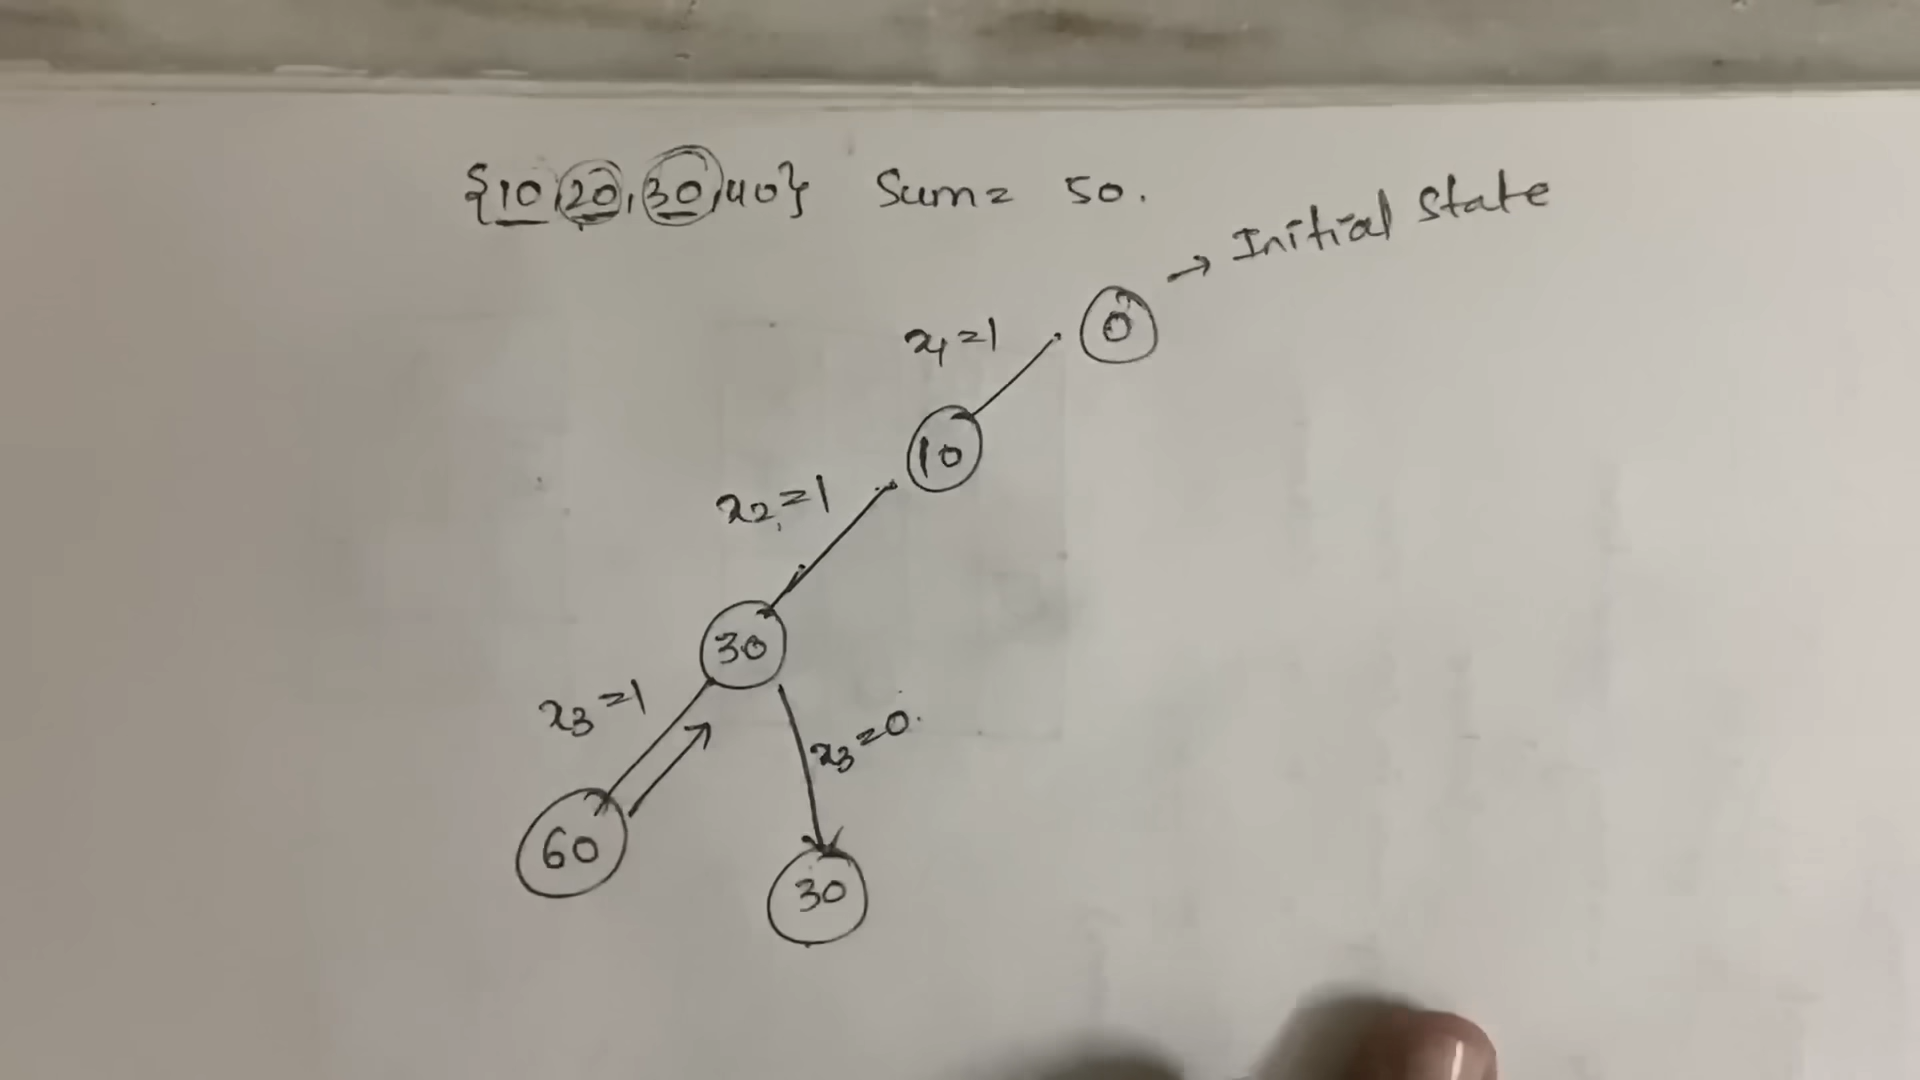 {10,20,30,40} Sum= 50.
→ Initial State
0
x1=1
10
x2=1
30
x3=1
x3=0.
60
30